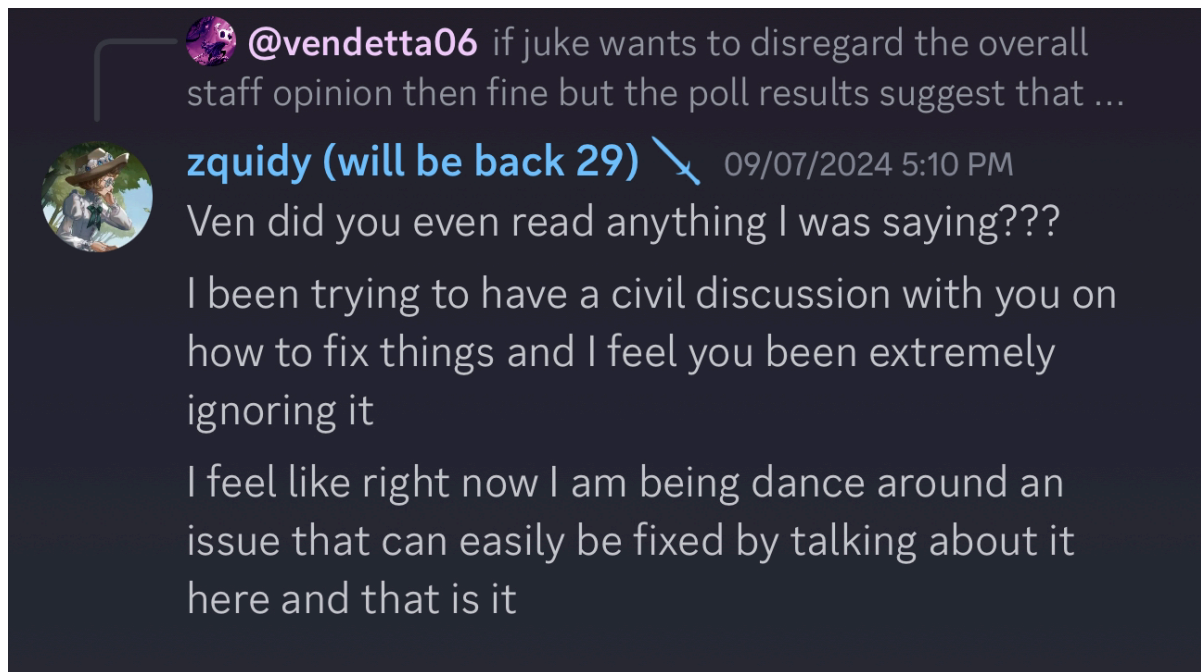 @vendetta06 if juke wants to disregard the overall
staff opinion then fine but the poll results suggest that ...
zquidy (will be back 29) 09/07/2024 5:10 PM
Ven did you even read anything I was saying???
I been trying to have a civil discussion with you on
how to fix things and I feel you been extremely
ignoring it
I feel like right now I am being dance around an
issue that can easily be fixed by talking about it
here and that is it